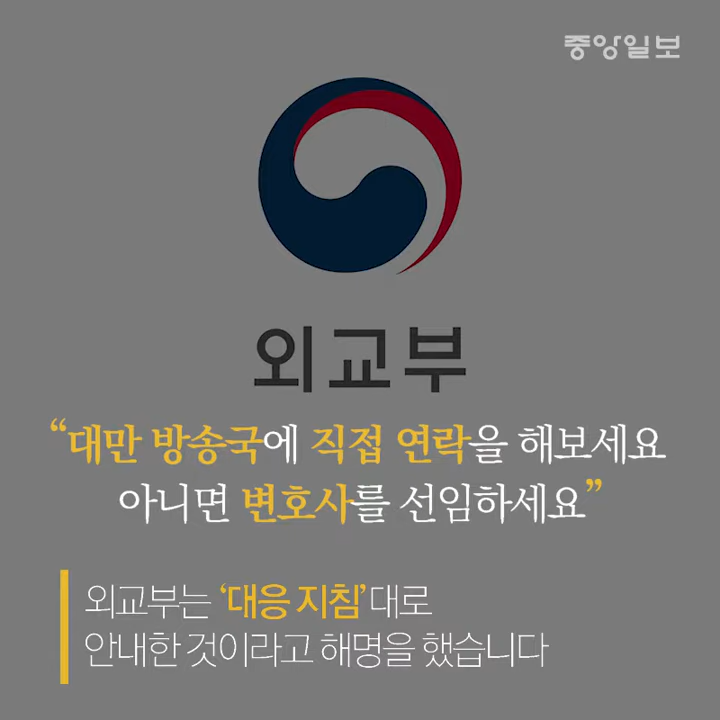 중앙일보
외교부
“대만 방송국에 직접 연락을 해보세요
아니면 변호사를 선임하세요”
외교부는 ‘대응 지침’대로
안내한 것이라고 해명을 했습니다